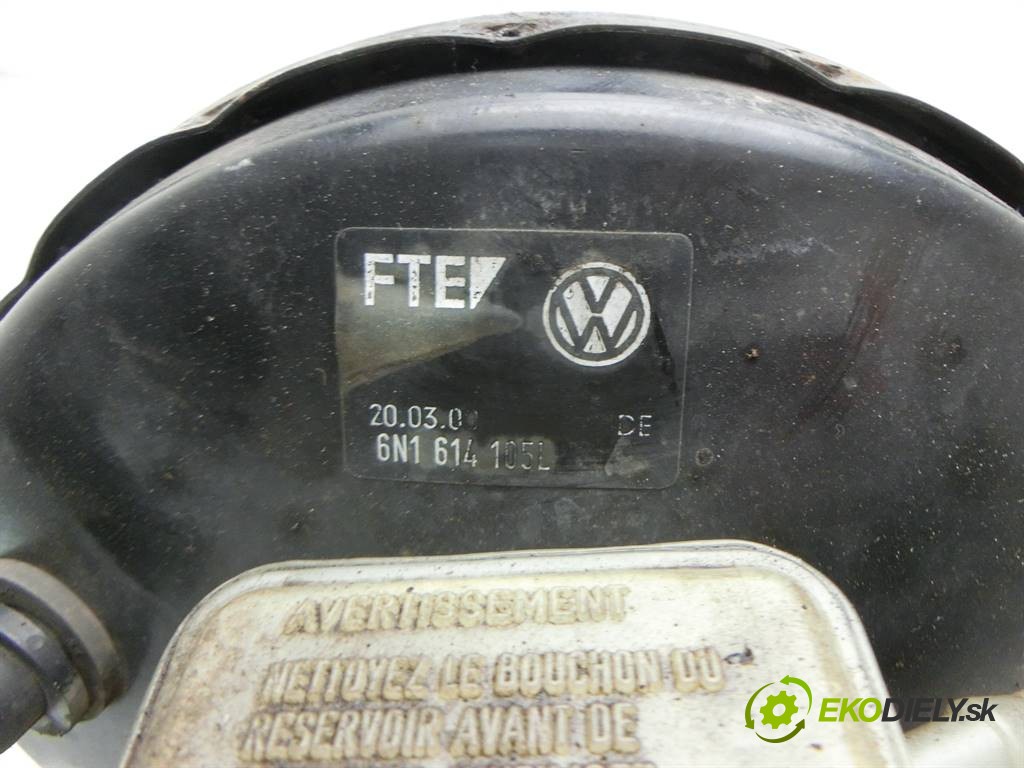 FTE
20.03.0
DE
6N1 614 105L
AVERTISSEMENT
NETTOYEZ LE BOUCHON DU
RESERVOIR AVANT DE
EKODIELY.sk